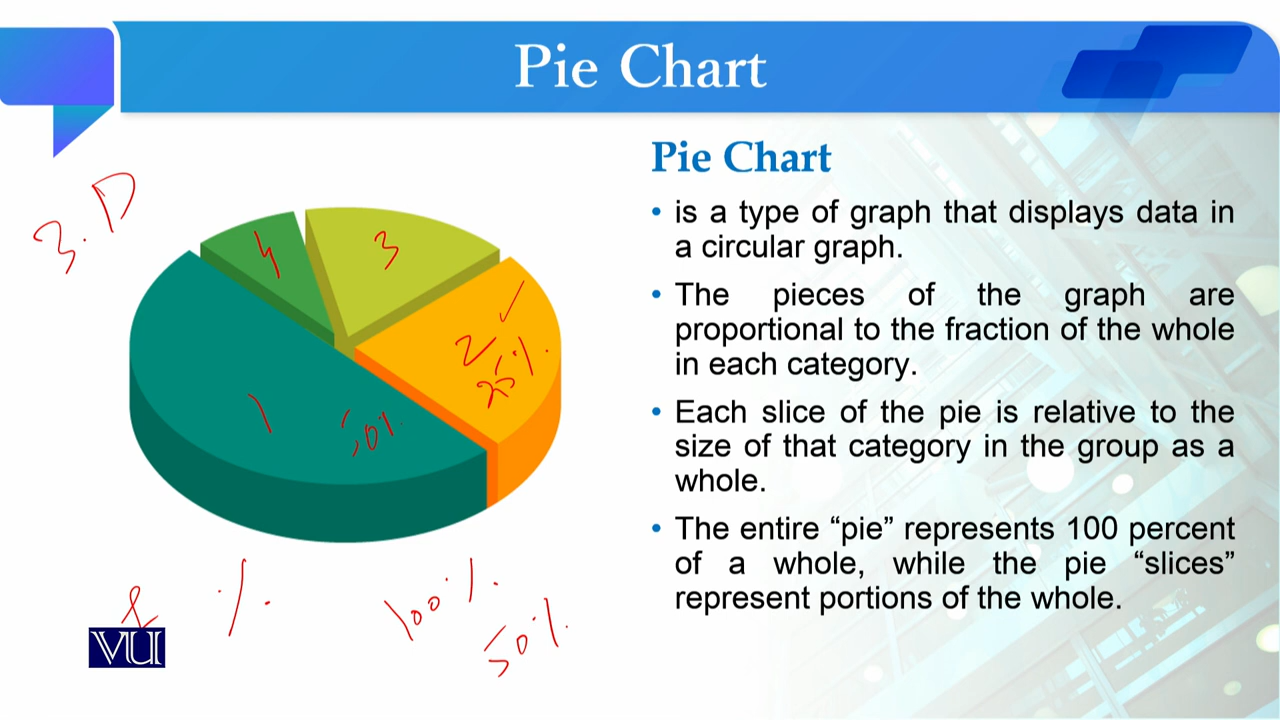 Pie Chart
Pie Chart
• is a type of graph that displays data in
a circular graph.
• The pieces of the graph are
proportional to the fraction of the whole
in each category.
• Each slice of the pie is relative to the
size of that category in the group as a
whole.
• The entire “pie” represents 100 percent
of a whole, while the pie “slices”
represent portions of the whole.
3.D
4
3
2
25%
1
50%
%
100%
50%
VU